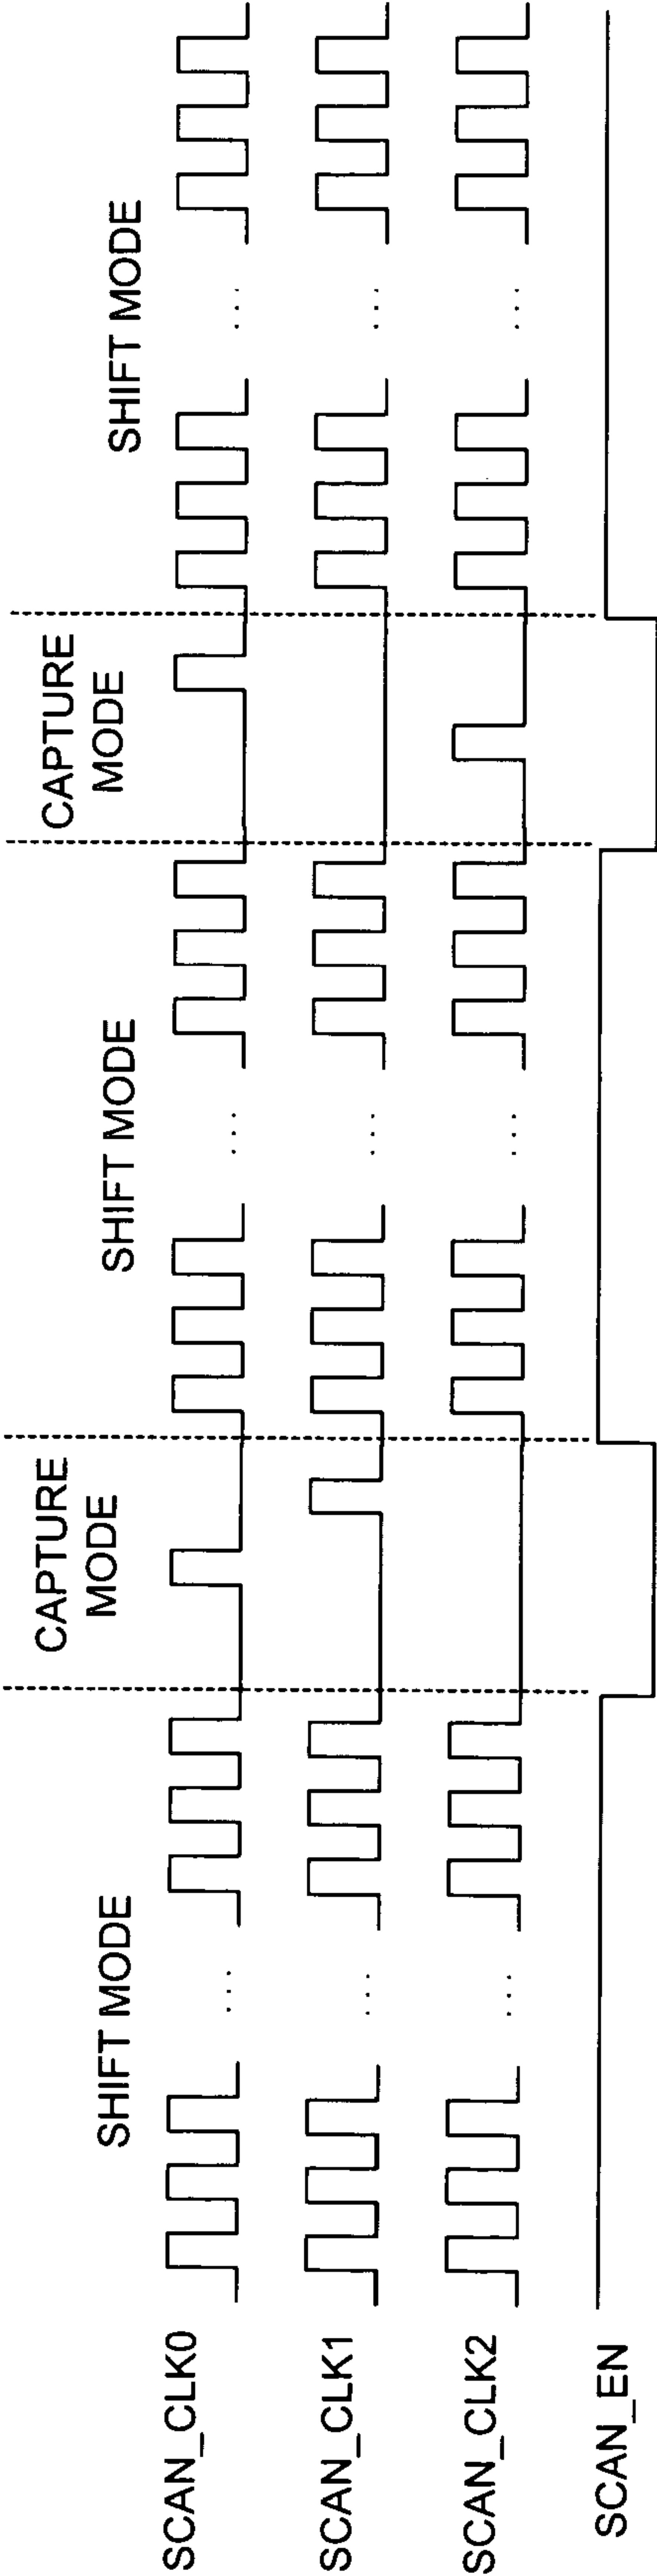 SHIFT MODE
CAPTURE
MODE
SHIFT MODE
CAPTURE
MODE
SHIFT MODE
SCAN_CLK0
...
...
...
SCAN_CLK1
...
...
...
SCAN_CLK2
...
...
...
SCAN_EN